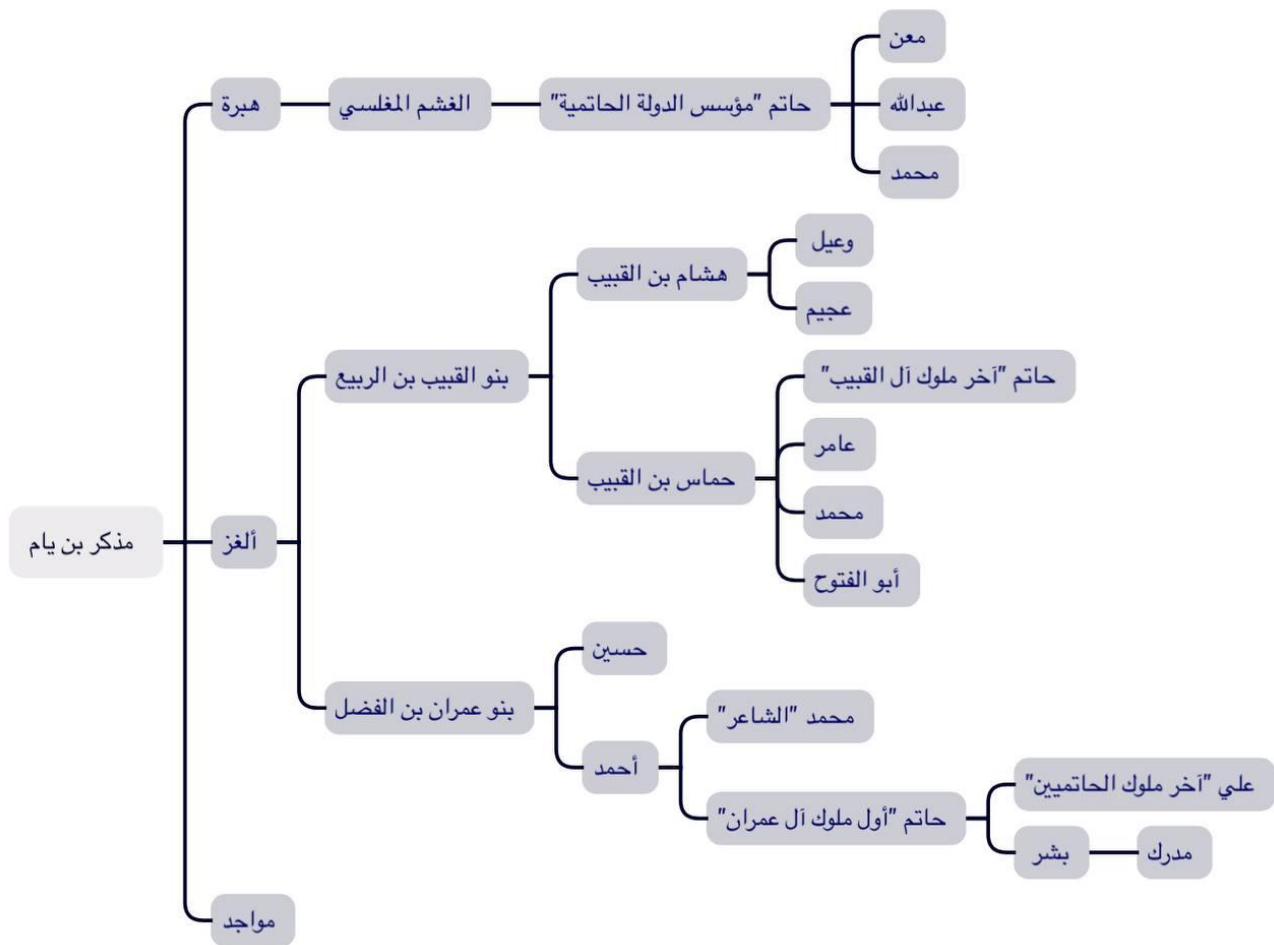 معن
هبرة
الغشم المغلسي
حاتم "مؤسس الدولة الحاتمية"
عبدالله
محمد
وعيل
هشام بن القبيب
عجيم
بنو القبيب بن الربيع
حاتم "آخر ملوك آل القبيب"
عامر
حماس بن القبيب
محمد
مذكر بن يام
ألغز
أبو الفتوح
حسين
بنو عمران بن الفضل
محمد "الشاعر"
أحمد
علي "آخر ملوك الحاتميين"
حاتم "أول ملوك آل عمران"
بشر
مدرك
مواجد